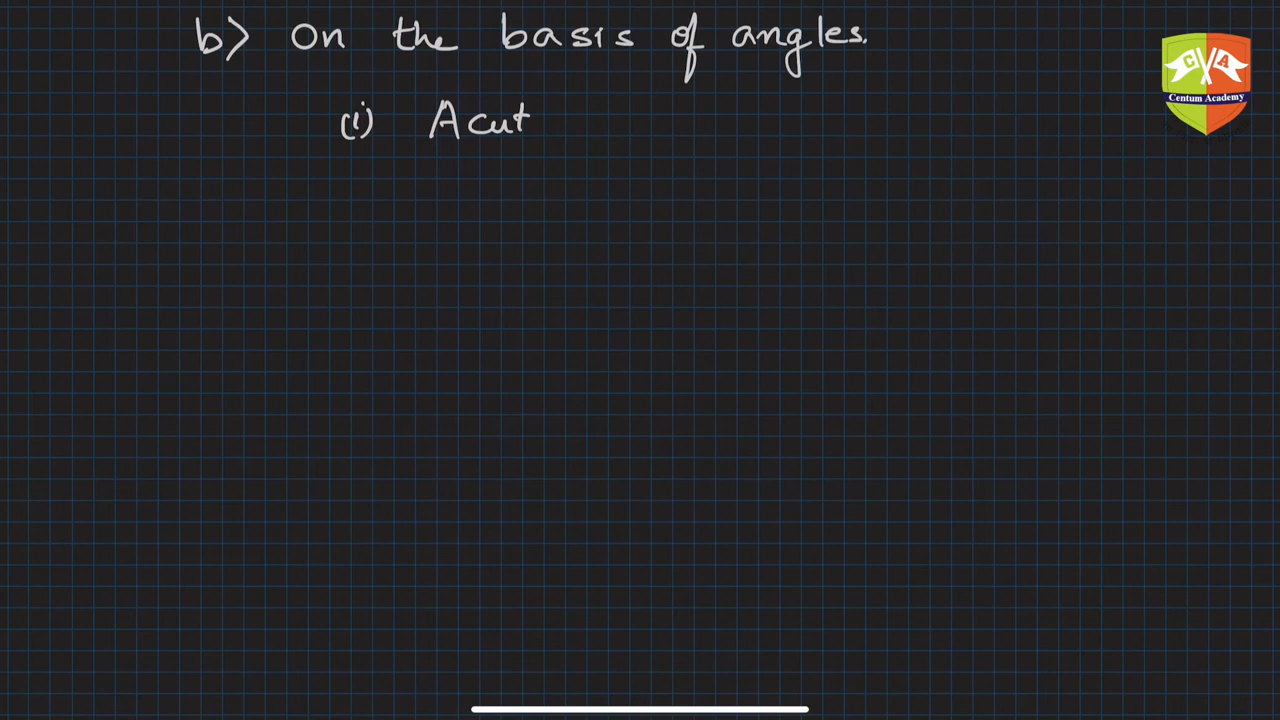 b> On the basis of angles.
(i) Acut
C A
Centum Academy